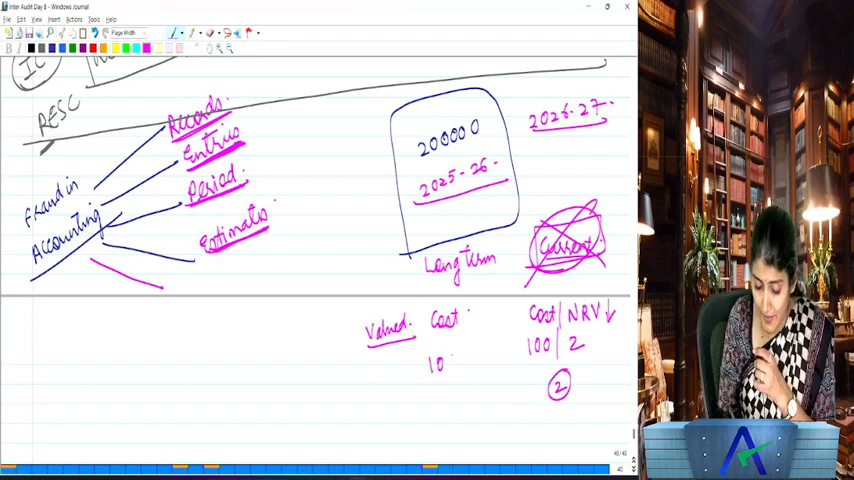 Inter Audit Day 8 - Windows Journal
File Edit View Insert Actions Tools Help
Page Width
IC
RESC
Fraud in
Accounting
Records.
Entries
Period.
Estimates
200000
2025-26.
Long term
2026-27.
Current.
Valued. Cost Cost/NRV↓
10 100/2
2
40/40
40